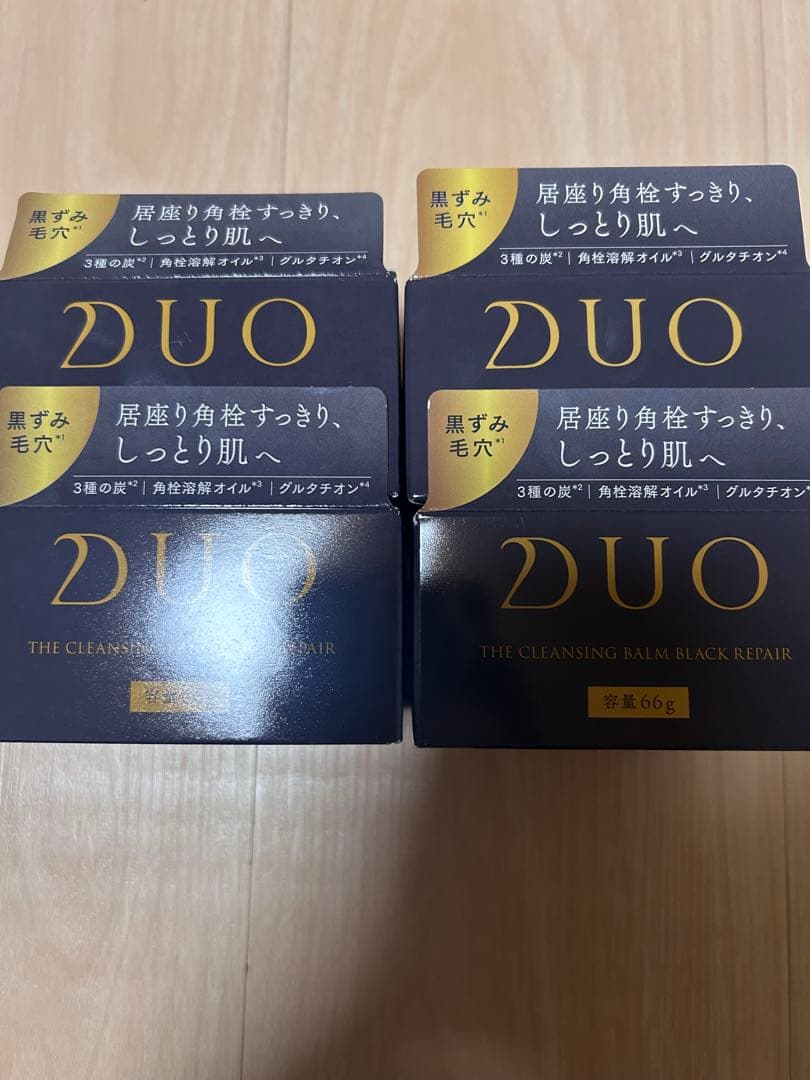 黒ずみ
毛穴*1
居座り角栓すっきり、
しっとり肌へ
3種の炭*2 | 角栓溶解オイル*3 | グルタチオン*4
DUO
黒ずみ
毛穴*1
居座り角栓すっきり、
しっとり肌へ
3種の炭*2 | 角栓溶解オイル*3 | グルタチオン*4
DUO
黒ずみ
毛穴*1
居座り角栓すっきり、
しっとり肌へ
3種の炭*2 | 角栓溶解オイル*3 | グルタチオン*4
DUO
THE CLEANSING REPAIR
容量
黒ずみ
毛穴*1
居座り角栓すっきり、
しっとり肌へ
3種の炭*2 | 角栓溶解オイル*3 | グルタチオン*
DUO
THE CLEANSING BALM BLACK REPAIR
容量66g